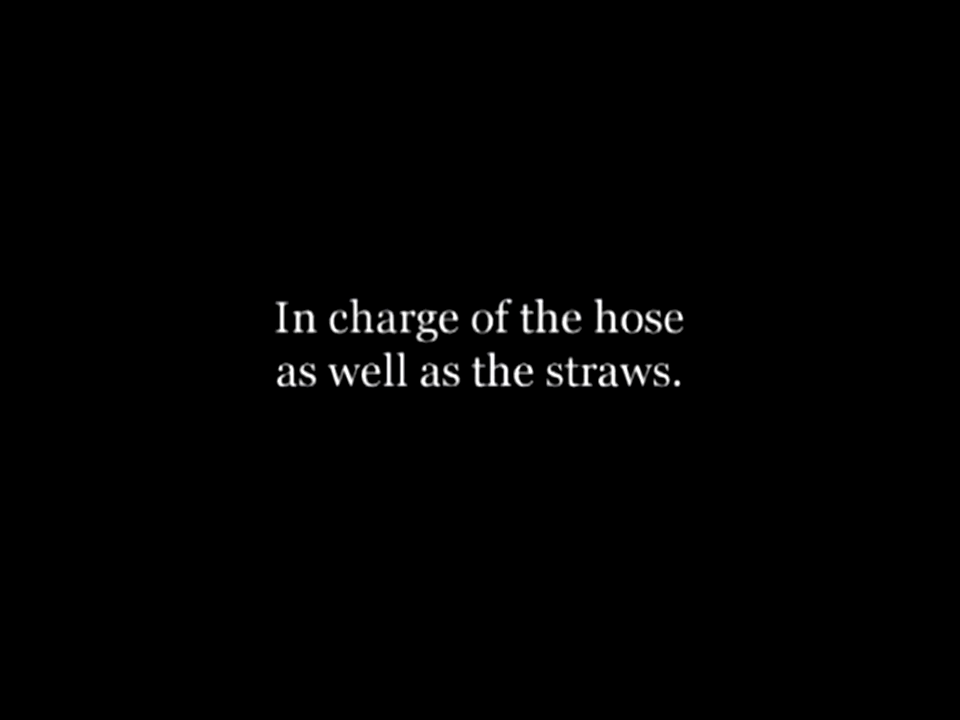 In charge of the hose
as well as the straws.